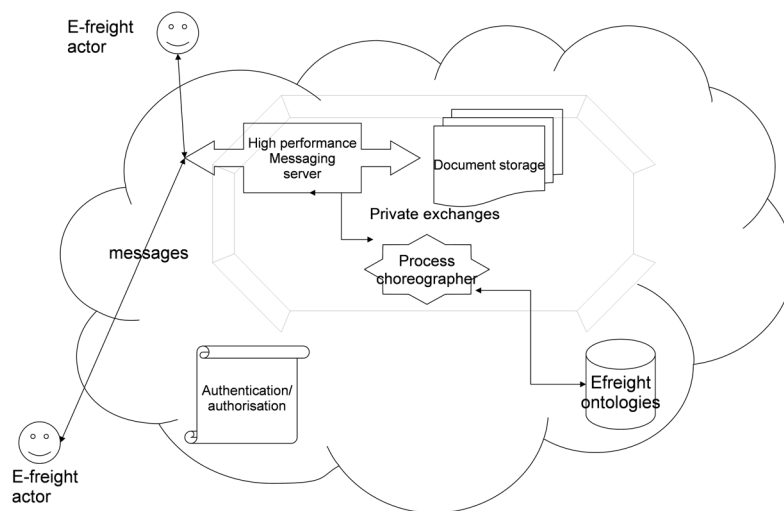 E-freight
actor
High performance
Messaging
server
Document storage
Private exchanges
messages
Process
choreographer
Authentication/
authorisation
Efreight
ontologies
E-freight
actor